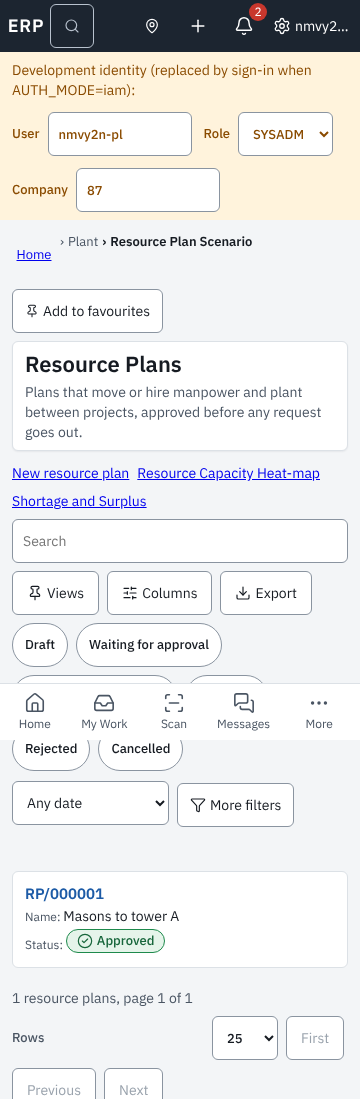 ERP
2
nmvy2...
Development identity (replaced by sign-in when
AUTH_MODE=iam):
User nmvy2n-pl Role SYSADM
Company 87
Home › Plant › Resource Plan Scenario
Add to favourites
Resource Plans
Plans that move or hire manpower and plant
between projects, approved before any request
goes out.
New resource plan Resource Capacity Heat-map
Shortage and Surplus
Search
Views Columns Export
Draft Waiting for approval
Home My Work Scan Messages More
Rejected Cancelled
Any date More filters
RP/000001
Name: Masons to tower A
Status: Approved
1 resource plans, page 1 of 1
Rows 25 First
Previous Next